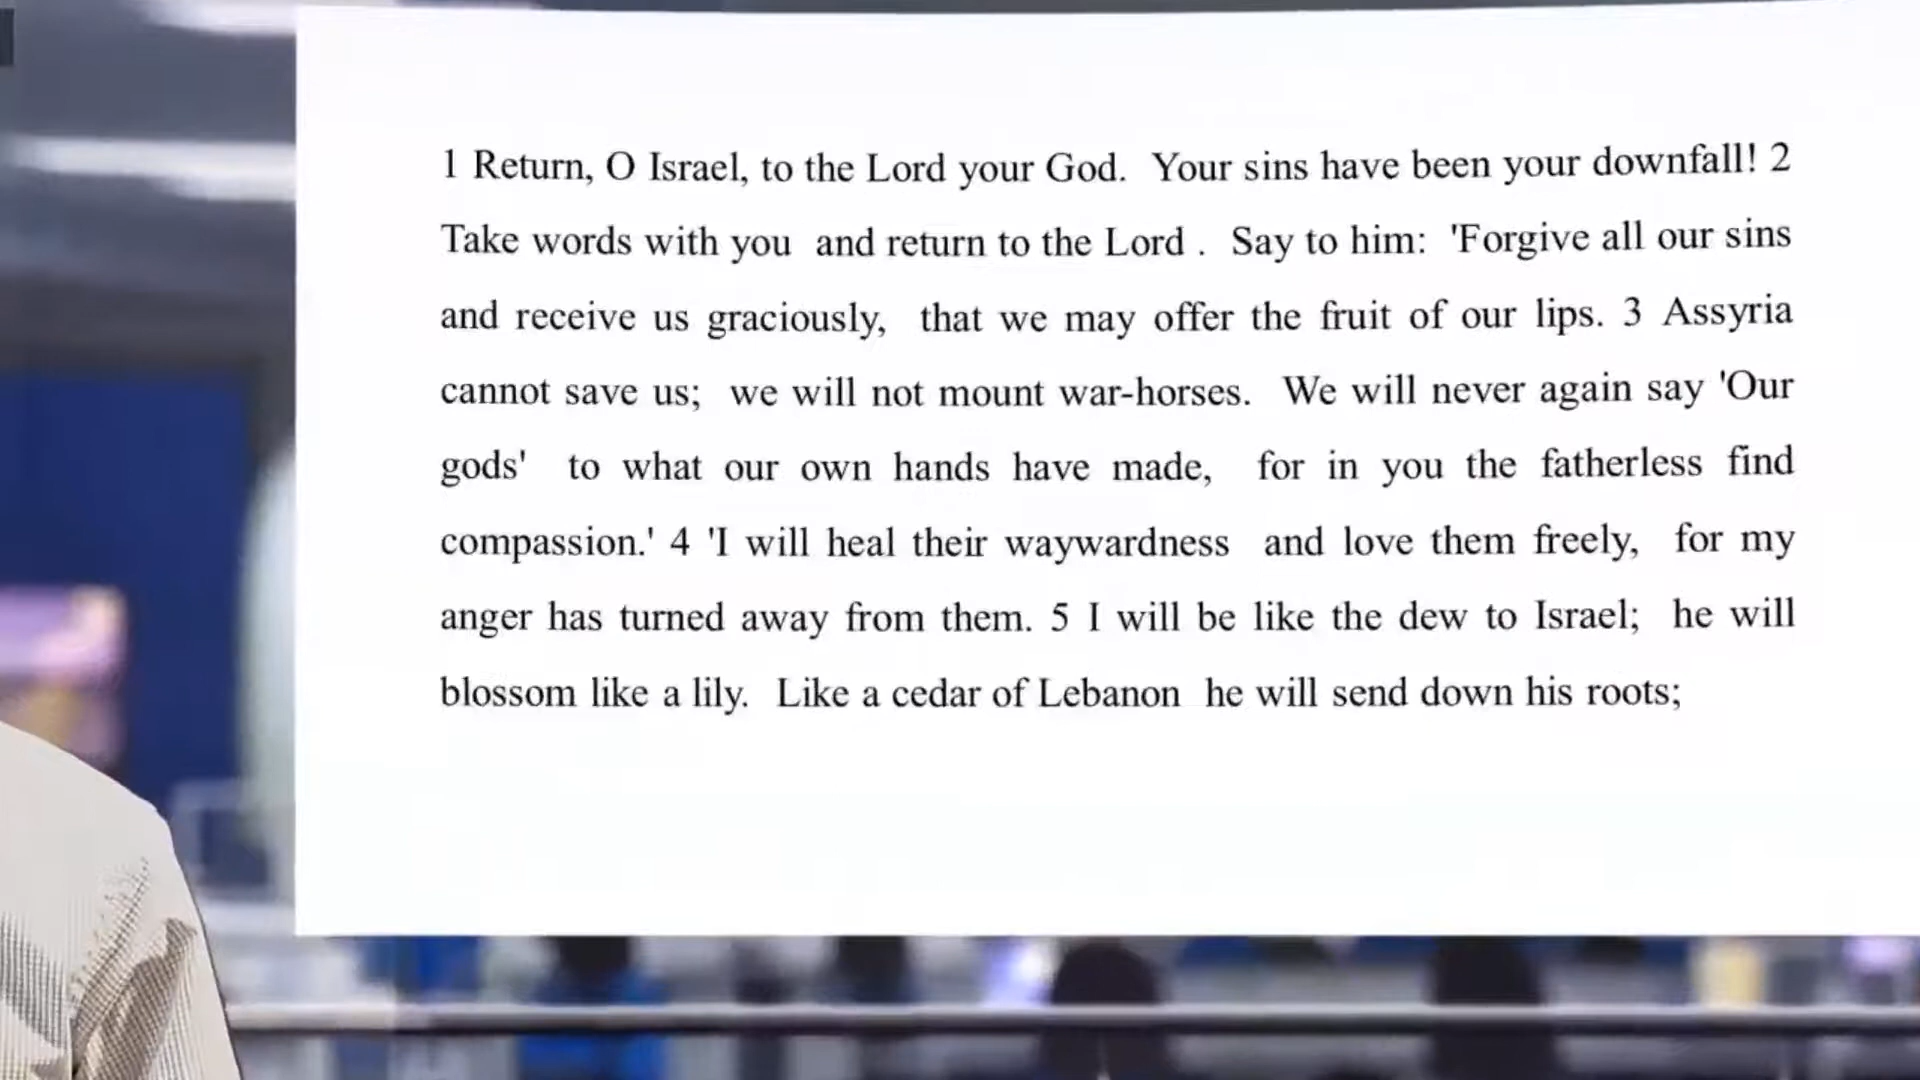 1 Return, O Israel, to the Lord your God.  Your sins have been your downfall! 2
Take words with you  and return to the Lord .  Say to him:  'Forgive all our sins
and receive us graciously,  that we may offer the fruit of our lips. 3 Assyria
cannot save us;  we will not mount war-horses.  We will never again say 'Our
gods'  to what our own hands have made,  for in you the fatherless find
compassion.' 4 'I will heal their waywardness  and love them freely,  for my
anger has turned away from them. 5 I will be like the dew to Israel;  he will
blossom like a lily.  Like a cedar of Lebanon  he will send down his roots;